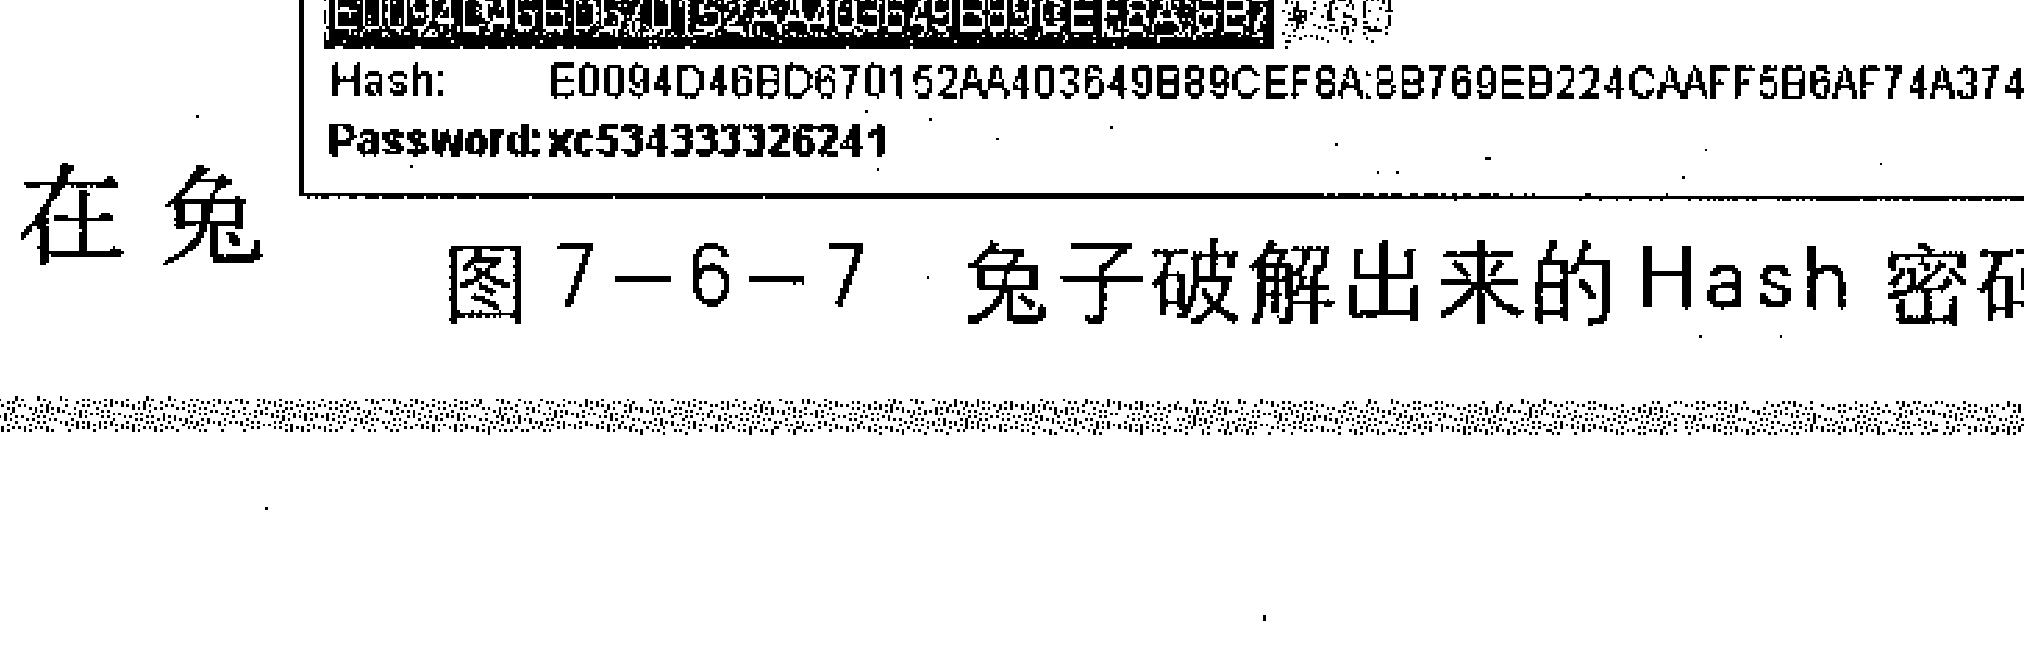 Hash: E0094D46BD670152AA403649B89CEF8A:8B769EB224CAAFF5B6AF74A374
Password: xc534333326241
在兔
图7-6-7 兔子破解出来的Hash密码